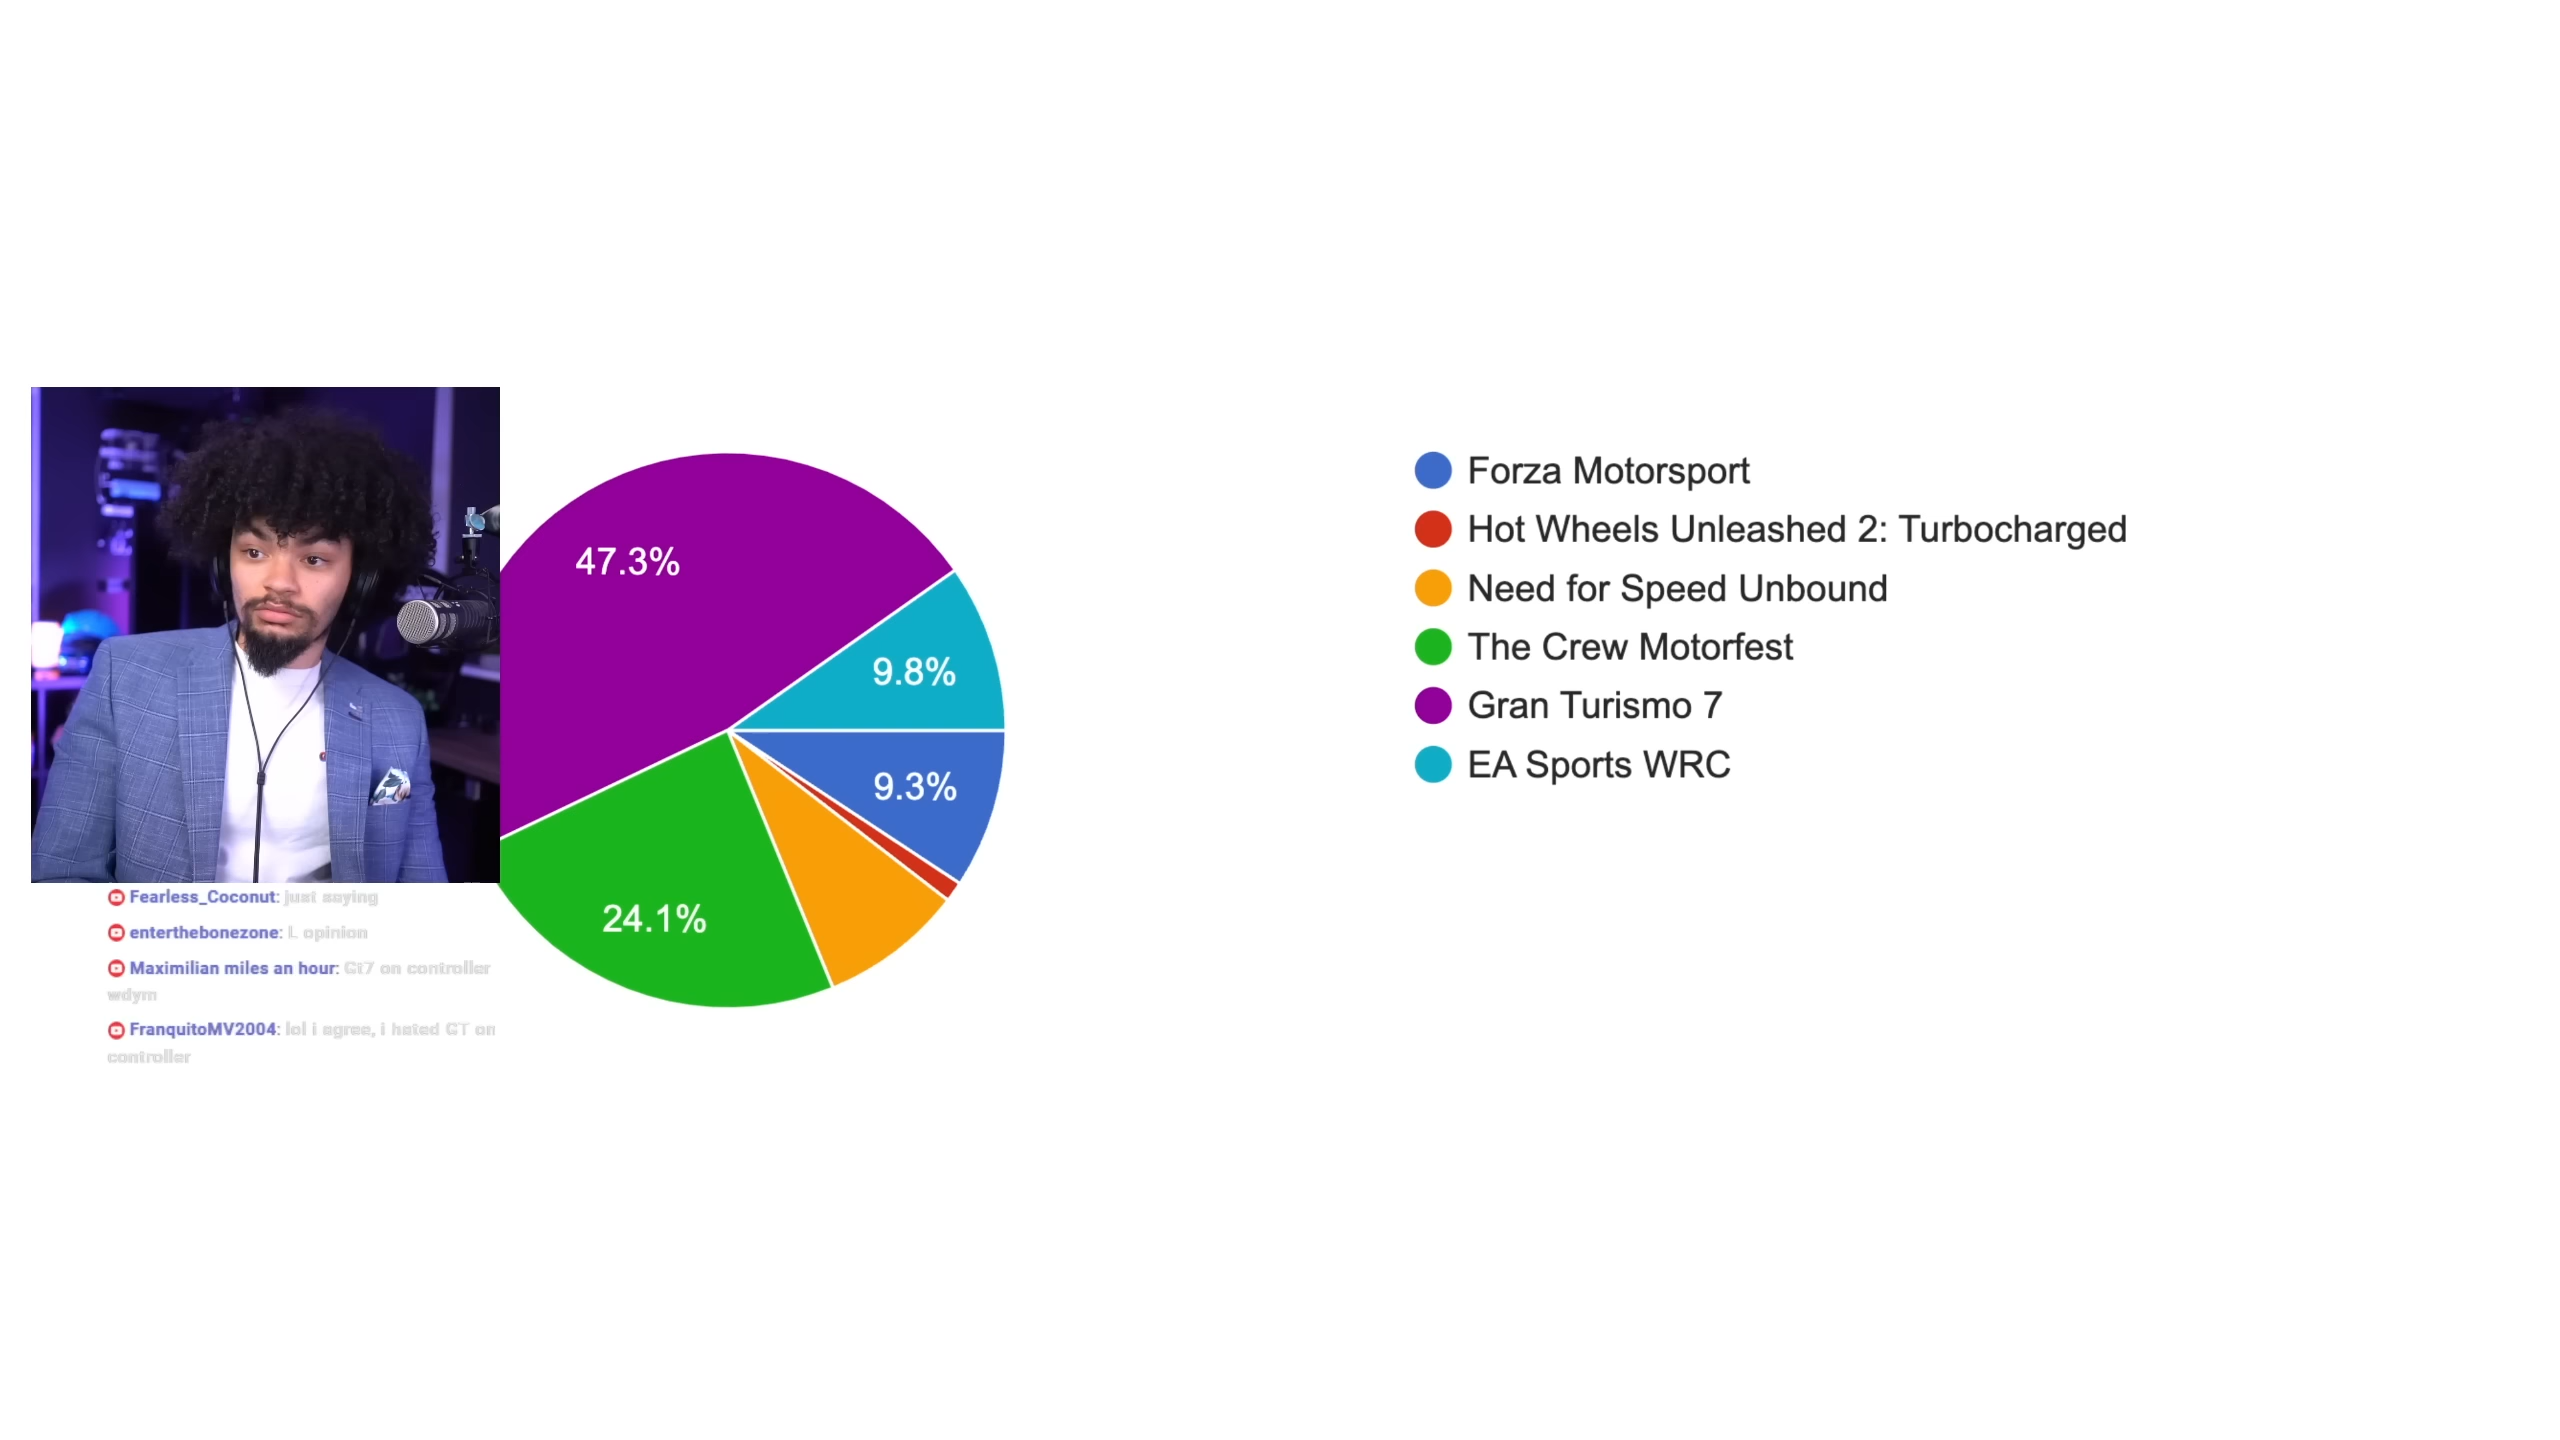 47.3%
9.8%
9.3%
24.1%
Forza Motorsport
Hot Wheels Unleashed 2: Turbocharged
Need for Speed Unbound
The Crew Motorfest
Gran Turismo 7
EA Sports WRC
Fearless_Coconut: just saying
enterthebonezone: L opinion
Maximilian miles an hour: Gt7 on controller
wdym
FranquitoMV2004: lol i agree, i hated GT on
controller